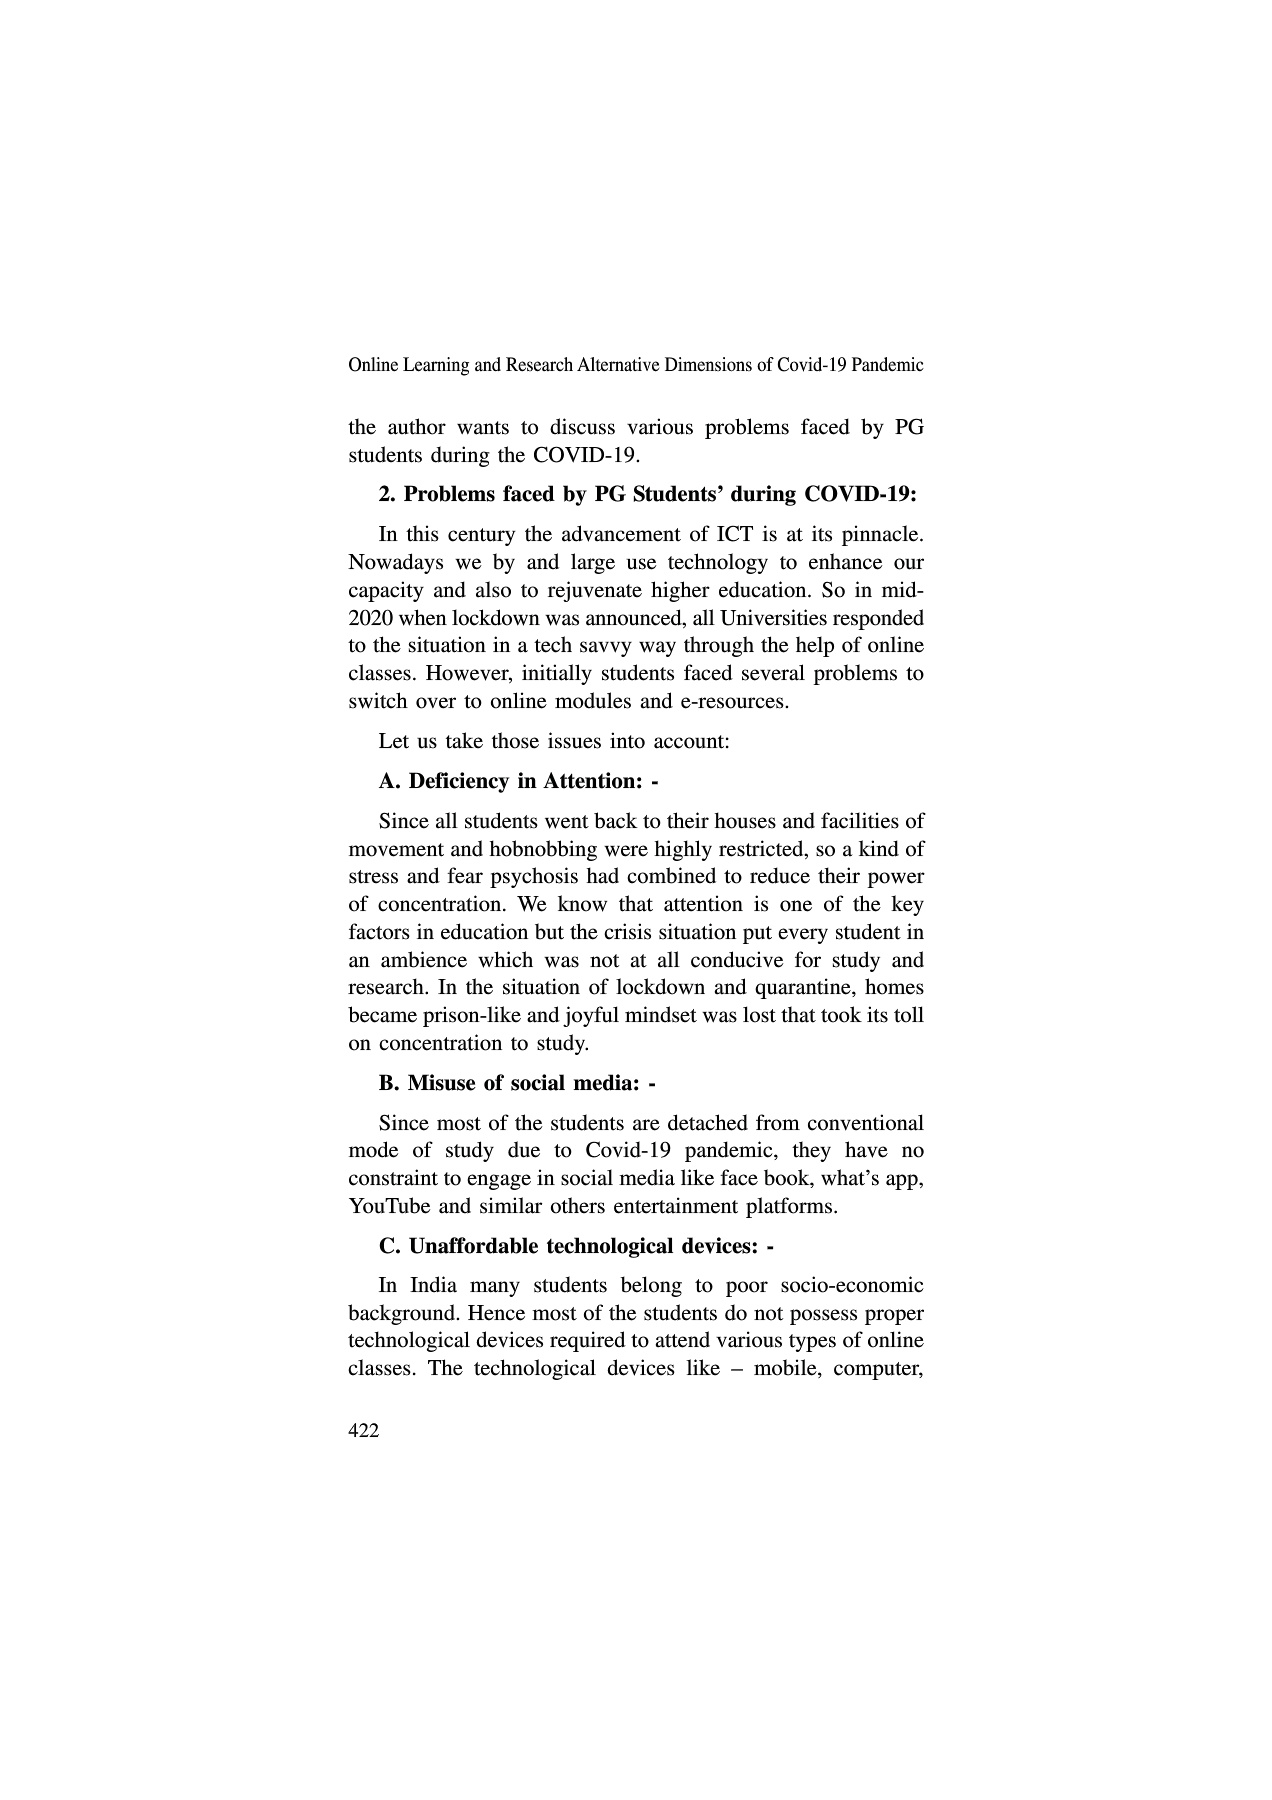 Online Learning and Research Alternative Dimensions of Covid-19 Pandemic
the author wants to discuss various problems faced by PG
students during the COVID-19.
2. Problems faced by PG Students’ during COVID-19:
In this century the advancement of ICT is at its pinnacle.
Nowadays we by and large use technology to enhance our
capacity and also to rejuvenate higher education. So in mid-
2020 when lockdown was announced, all Universities responded
to the situation in a tech savvy way through the help of online
classes. However, initially students faced several problems to
switch over to online modules and e-resources.
Let us take those issues into account:
A. Deficiency in Attention: -
Since all students went back to their houses and facilities of
movement and hobnobbing were highly restricted, so a kind of
stress and fear psychosis had combined to reduce their power
of concentration. We know that attention is one of the key
factors in education but the crisis situation put every student in
an ambience which was not at all conducive for study and
research. In the situation of lockdown and quarantine, homes
became prison-like and joyful mindset was lost that took its toll
on concentration to study.
B. Misuse of social media: -
Since most of the students are detached from conventional
mode of study due to Covid-19 pandemic, they have no
constraint to engage in social media like face book, what’s app,
YouTube and similar others entertainment platforms.
C. Unaffordable technological devices: -
In India many students belong to poor socio-economic
background. Hence most of the students do not possess proper
technological devices required to attend various types of online
classes. The technological devices like – mobile, computer,
422